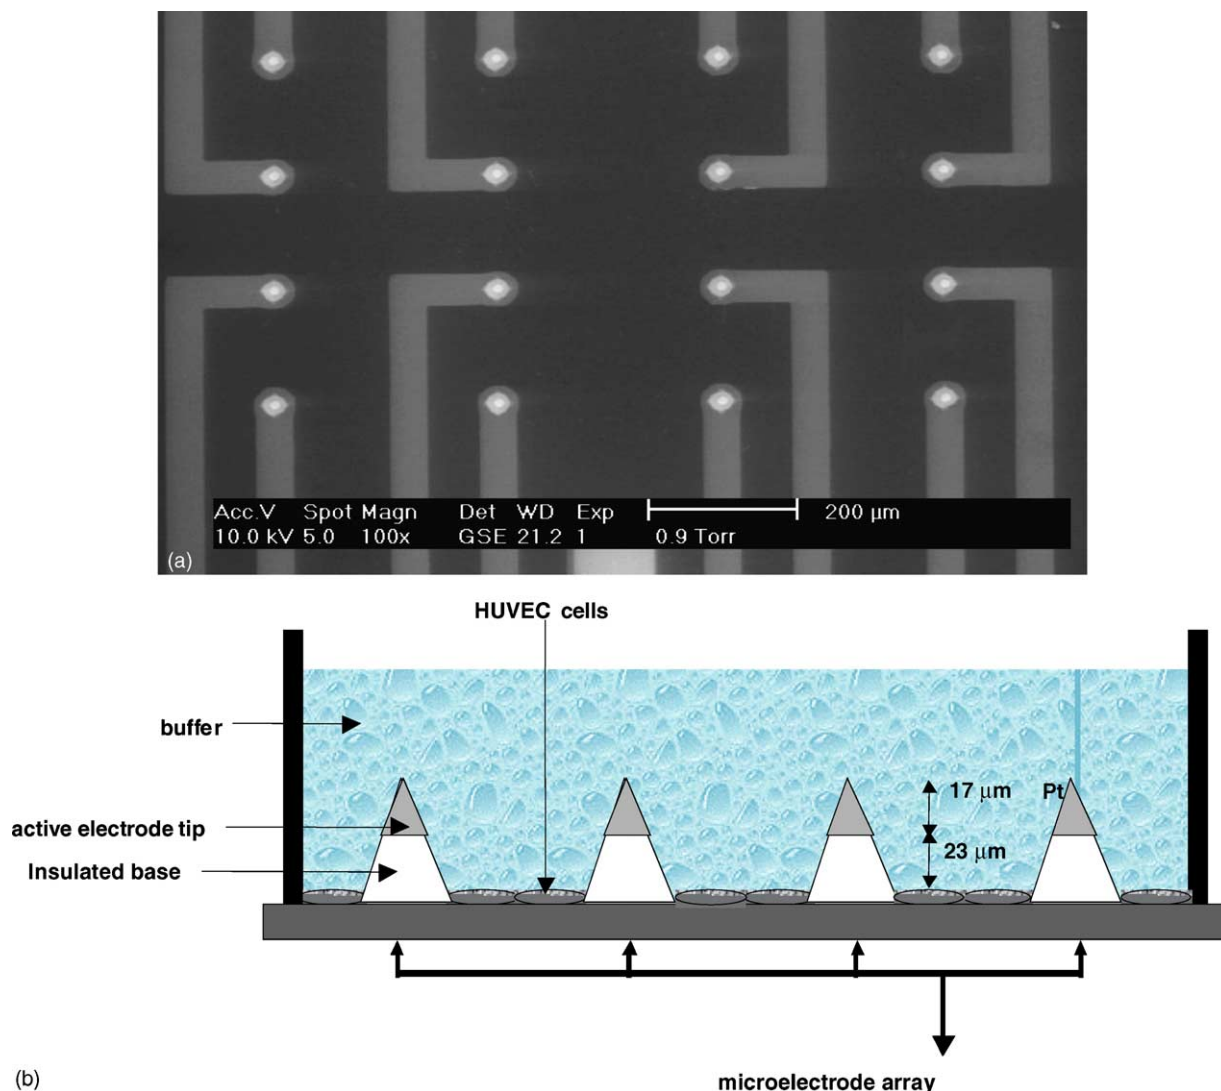 Acc.V Spot Magn Det WD Exp 200 µm
10.0 kV 5.0 100x GSE 21.2 1 0.9 Torr
(a)
HUVEC cells
buffer
17 µm Pt
active electrode tip
23 µm
Insulated base
(b)
microelectrode array